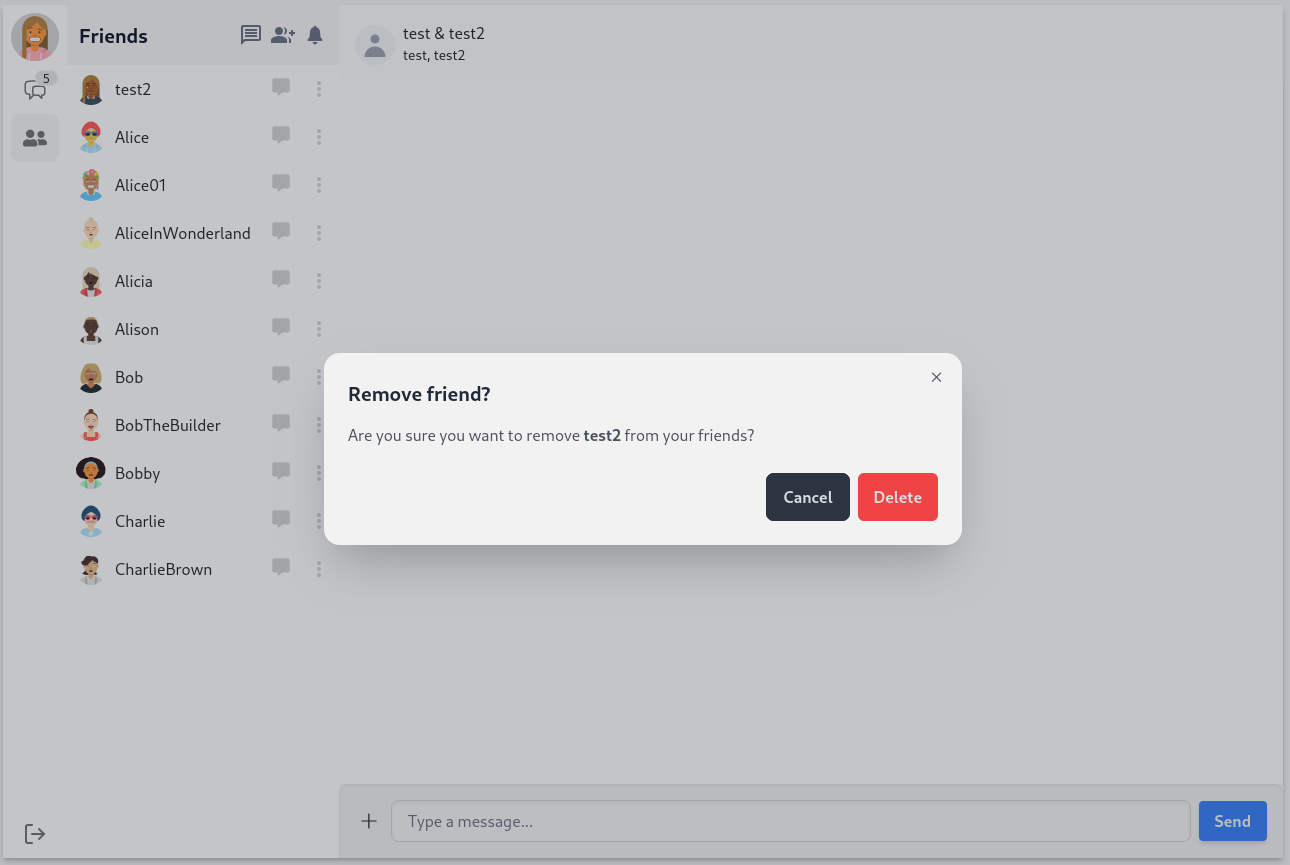 Friends
5
test2
Alice
Alice01
AliceInWonderland
Alicia
Alison
Bob
BobTheBuilder
Bobby
Charlie
CharlieBrown
test & test2
test, test2
Remove friend?
Are you sure you want to remove test2 from your friends?
Cancel
Delete
Type a message...
Send